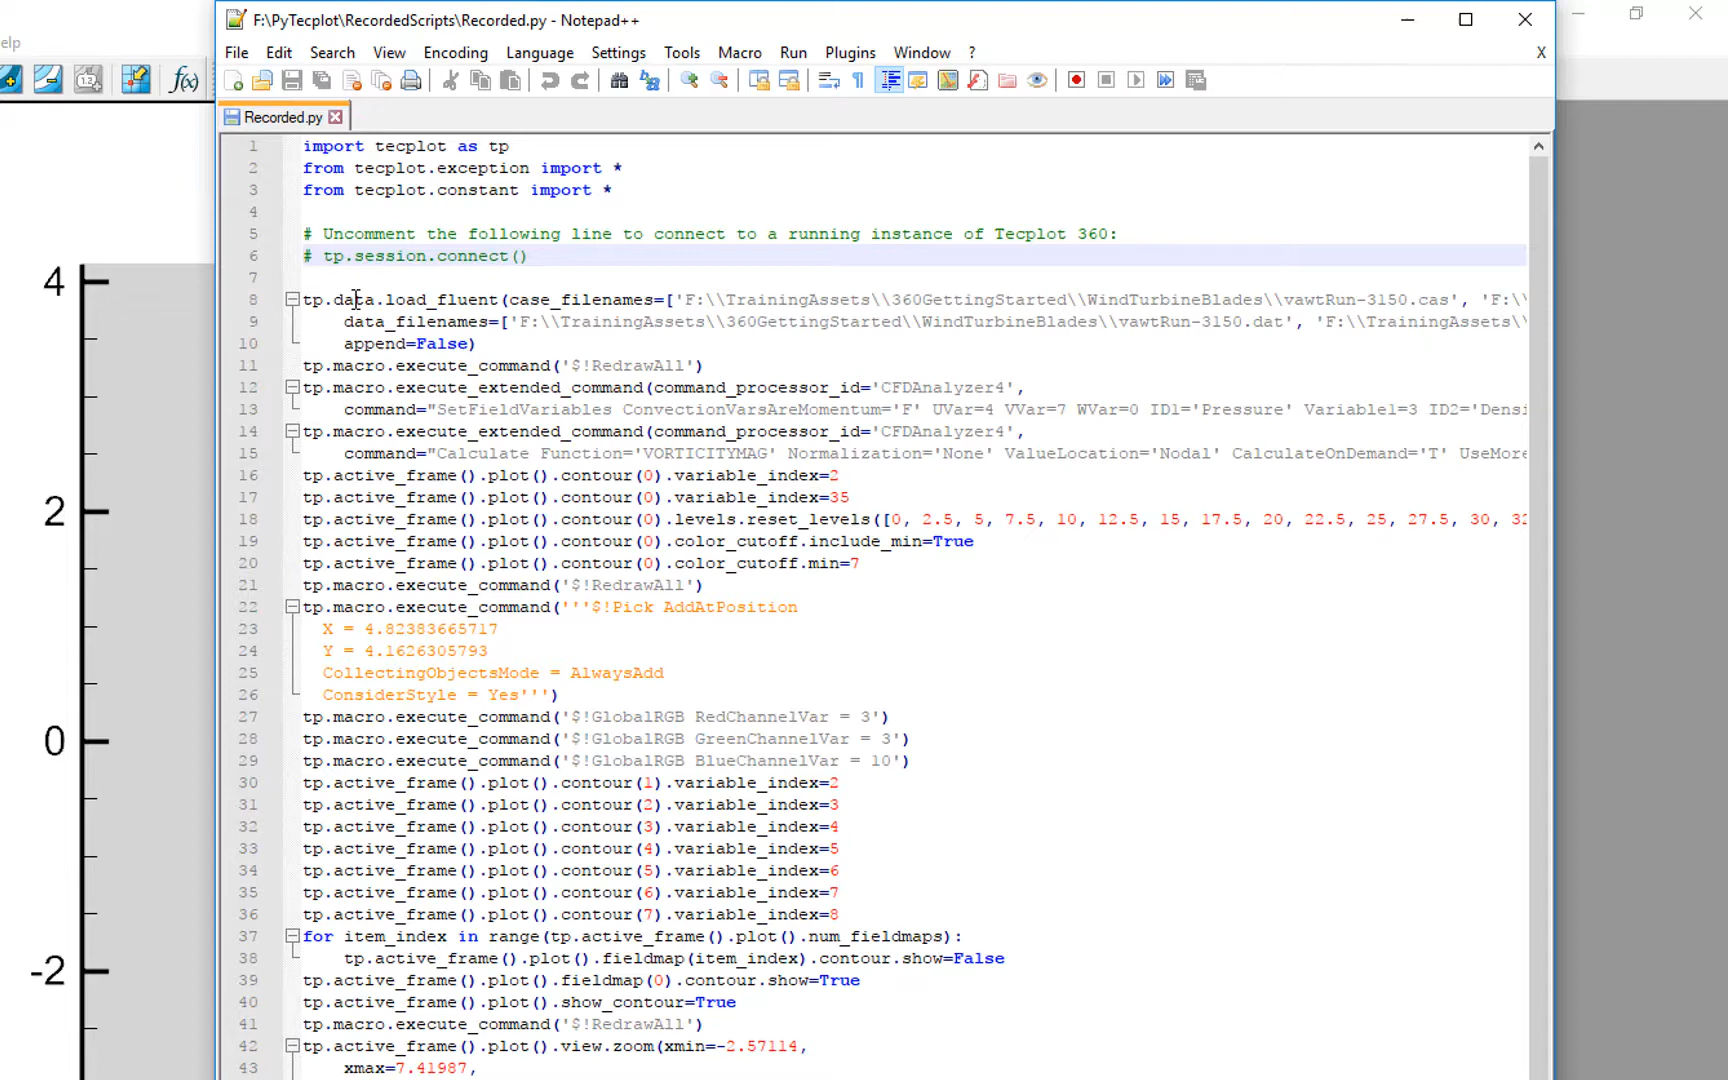 F:\PyTecplot\RecordedScripts\Recorded.py - Notepad++
elp
File Edit Search View Encoding Language Settings Tools Macro Run Plugins Window ? X
f(x)
Recorded.py
1 import tecplot as tp
2 from tecplot.exception import *
3 from tecplot.constant import *
4
5 # Uncomment the following line to connect to a running instance of Tecplot 360:
6 # tp.session.connect()
7
8 tp.data.load_fluent(case_filenames=['F:\\TrainingAssets\\360GettingStarted\\WindTurbineBlades\\vawtRun-3150.cas', 'F:\
9 data_filenames=['F:\\TrainingAssets\\360GettingStarted\\WindTurbineBlades\\vawtRun-3150.dat', 'F:\\TrainingAssets\
10 append=False)
11 tp.macro.execute_command('$!RedrawAll')
12 tp.macro.execute_extended_command(command_processor_id='CFDAnalyzer4',
13 command="SetFieldVariables ConvectionVarsAreMomentum='F' UVar=4 VVar=7 WVar=0 ID1='Pressure' Variable1=3 ID2='Densi
14 tp.macro.execute_extended_command(command_processor_id='CFDAnalyzer4',
15 command="Calculate Function='VORTICITYMAG' Normalization='None' ValueLocation='Nodal' CalculateOnDemand='T' UseMore
16 tp.active_frame().plot().contour(0).variable_index=2
17 tp.active_frame().plot().contour(0).variable_index=35
18 tp.active_frame().plot().contour(0).levels.reset_levels([0, 2.5, 5, 7.5, 10, 12.5, 15, 17.5, 20, 22.5, 25, 27.5, 30, 32
19 tp.active_frame().plot().contour(0).color_cutoff.include_min=True
20 tp.active_frame().plot().contour(0).color_cutoff.min=7
21 tp.macro.execute_command('$!RedrawAll')
22 tp.macro.execute_command('''$!Pick AddAtPosition
23 X = 4.82383665717
24 Y = 4.1626305793
25 CollectingObjectsMode = AlwaysAdd
26 ConsiderStyle = Yes''')
27 tp.macro.execute_command('$!GlobalRGB RedChannelVar = 3')
28 tp.macro.execute_command('$!GlobalRGB GreenChannelVar = 3')
29 tp.macro.execute_command('$!GlobalRGB BlueChannelVar = 10')
30 tp.active_frame().plot().contour(1).variable_index=2
31 tp.active_frame().plot().contour(2).variable_index=3
32 tp.active_frame().plot().contour(3).variable_index=4
33 tp.active_frame().plot().contour(4).variable_index=5
34 tp.active_frame().plot().contour(5).variable_index=6
35 tp.active_frame().plot().contour(6).variable_index=7
36 tp.active_frame().plot().contour(7).variable_index=8
37 for item_index in range(tp.active_frame().plot().num_fieldmaps):
38 tp.active_frame().plot().fieldmap(item_index).contour.show=False
39 tp.active_frame().plot().fieldmap(0).contour.show=True
40 tp.active_frame().plot().show_contour=True
41 tp.macro.execute_command('$!RedrawAll')
42 tp.active_frame().plot().view.zoom(xmin=-2.57114,
43 xmax=7.41987,
4
2
0
-2